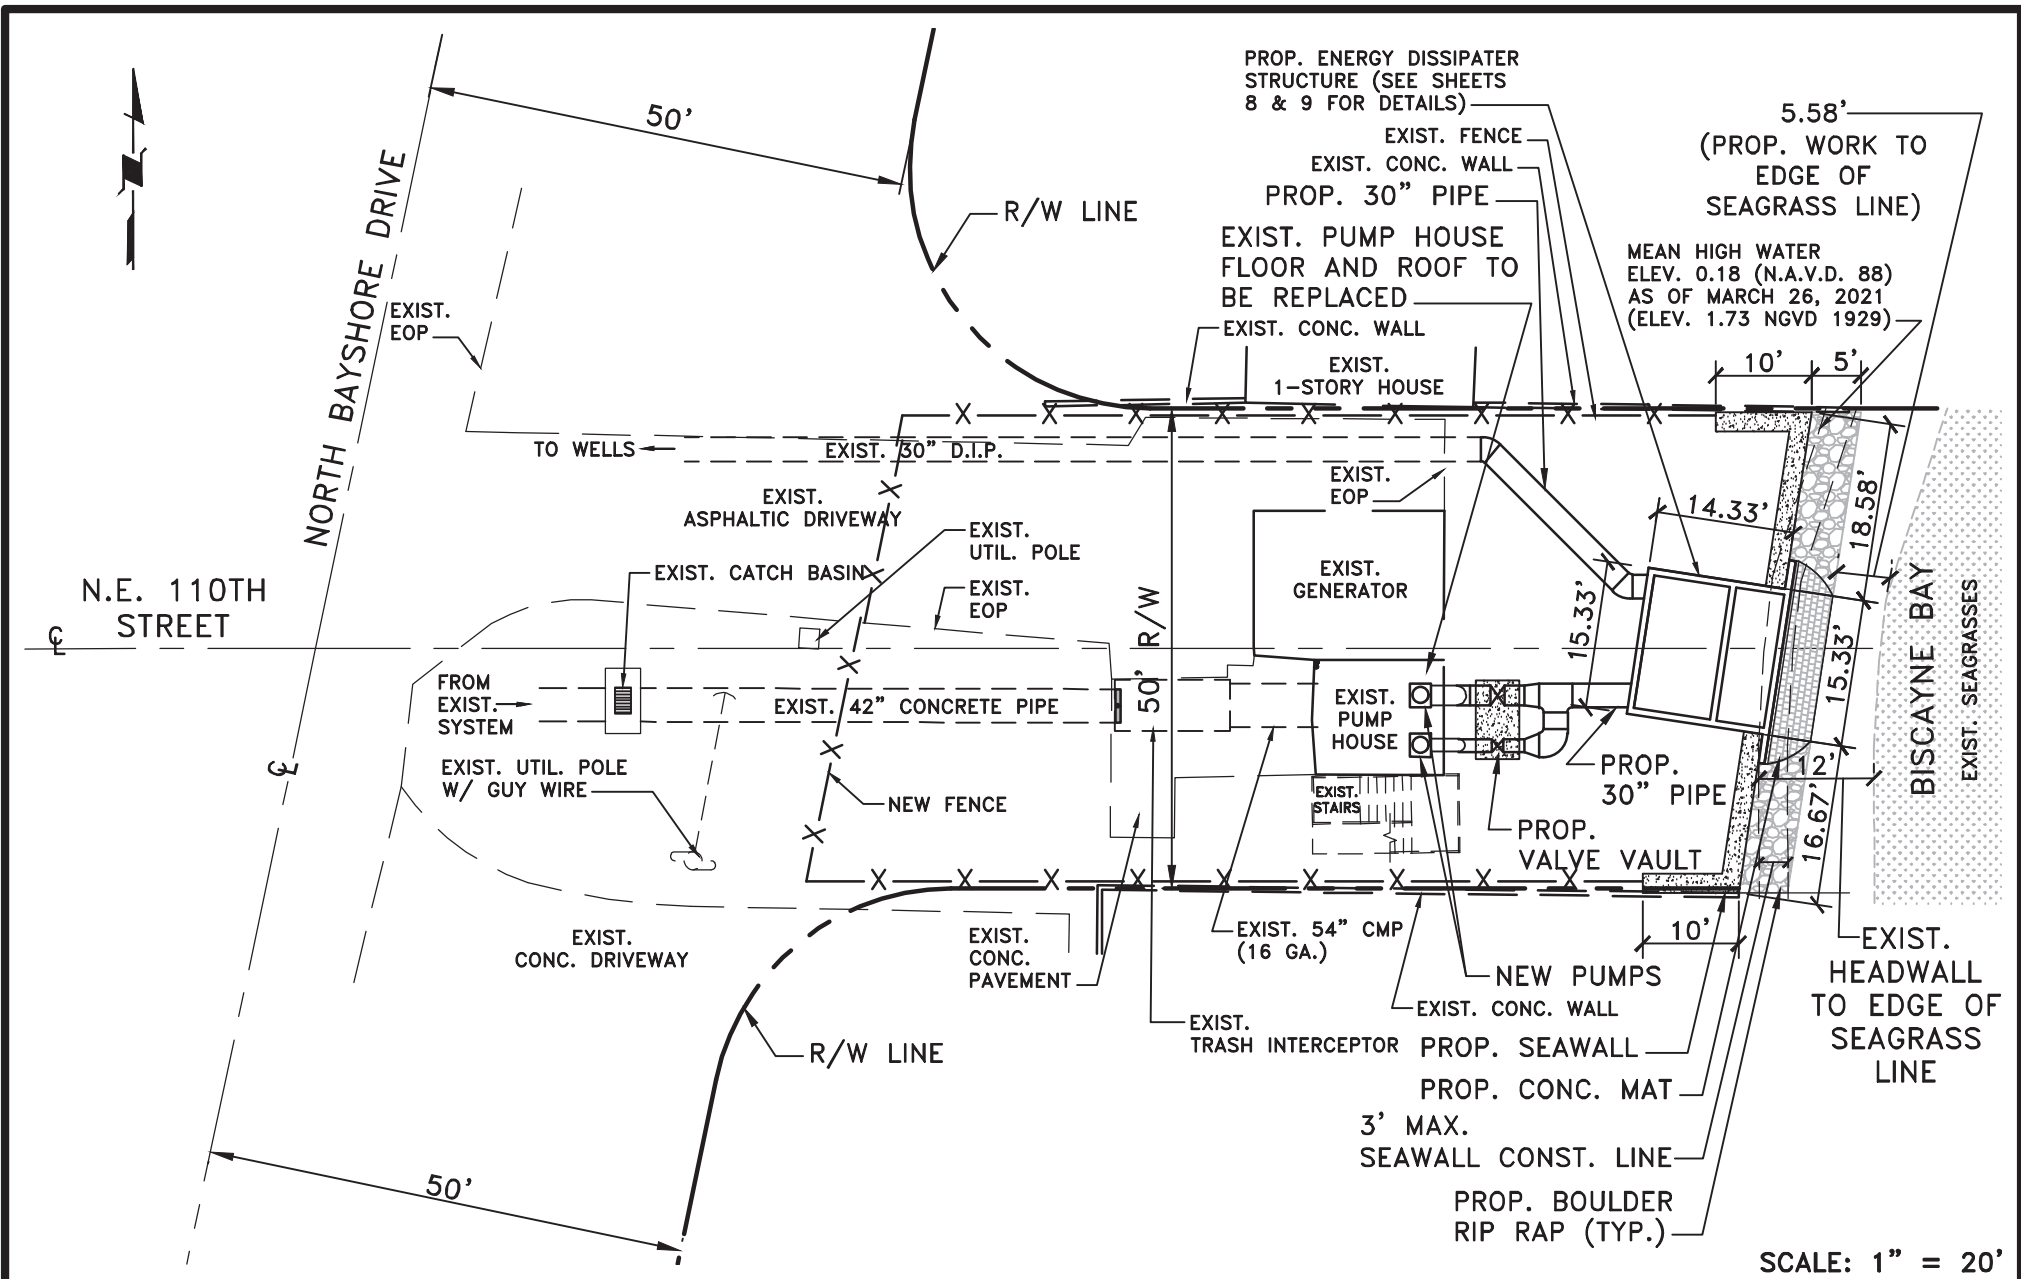 PROP. ENERGY DISSIPATER
STRUCTURE (SEE SHEETS
8 & 9 FOR DETAILS)
EXIST. FENCE
EXIST. CONC. WALL
PROP. 30" PIPE
EXIST. PUMP HOUSE
FLOOR AND ROOF TO
BE REPLACED
EXIST. CONC. WALL
5.58'
(PROP. WORK TO
EDGE OF
SEAGRASS LINE)
MEAN HIGH WATER
ELEV. 0.18 (N.A.V.D. 88)
AS OF MARCH 26, 2021
(ELEV. 1.73 NGVD 1929)
50'
R/W LINE
NORTH BAYSHORE DRIVE
EXIST.
EOP
EXIST.
1-STORY HOUSE
10'
5'
TO WELLS
EXIST. 30" D.I.P.
EXIST.
ASPHALTIC DRIVEWAY
EXIST.
EOP
EXIST.
UTIL. POLE
EXIST. CATCH BASIN
EXIST.
EOP
EXIST.
GENERATOR
14.33'
18.58'
15.33'
15.33'
N.E. 110TH
STREET
50' R/W
BISCAYNE BAY
EXIST. SEAGRASSES
FROM
EXIST.
SYSTEM
EXIST. 42" CONCRETE PIPE
EXIST.
PUMP
HOUSE
EXIST. UTIL. POLE
W/ GUY WIRE
NEW FENCE
EXIST.
STAIRS
PROP.
30" PIPE
12'
16.67'
PROP.
VALVE VAULT
EXIST.
CONC. DRIVEWAY
EXIST.
CONC.
PAVEMENT
EXIST. 54" CMP
(16 GA.)
10'
NEW PUMPS
EXIST. CONC. WALL
EXIST.
TRASH INTERCEPTOR
EXIST.
HEADWALL
TO EDGE OF
SEAGRASS
LINE
R/W LINE
PROP. SEAWALL
PROP. CONC. MAT
3' MAX.
SEAWALL CONST. LINE
PROP. BOULDER
RIP RAP (TYP.)
50'
SCALE: 1" = 20'